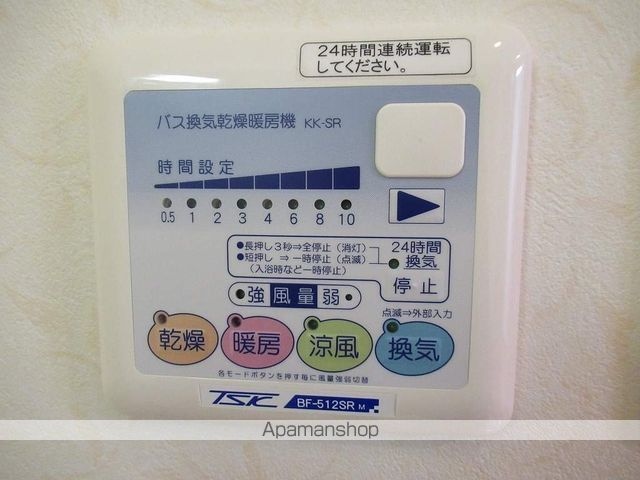 24時間連続運転
してください。
バス換気乾燥暖房機 KK-SR
時間設定
0.5 1 2 3 4 6 8 10
●長押し3秒⇒全停止(消灯)
●短押し ⇒一時停止(点滅)
(入浴時など一時停止)
24時間
換気
停止
強 風量 弱
点滅⇒外部入力
乾燥 暖房 涼風 換気
各モードボタンを押す毎に風量強弱切替
TSK BF-512SR M
Apamanshop